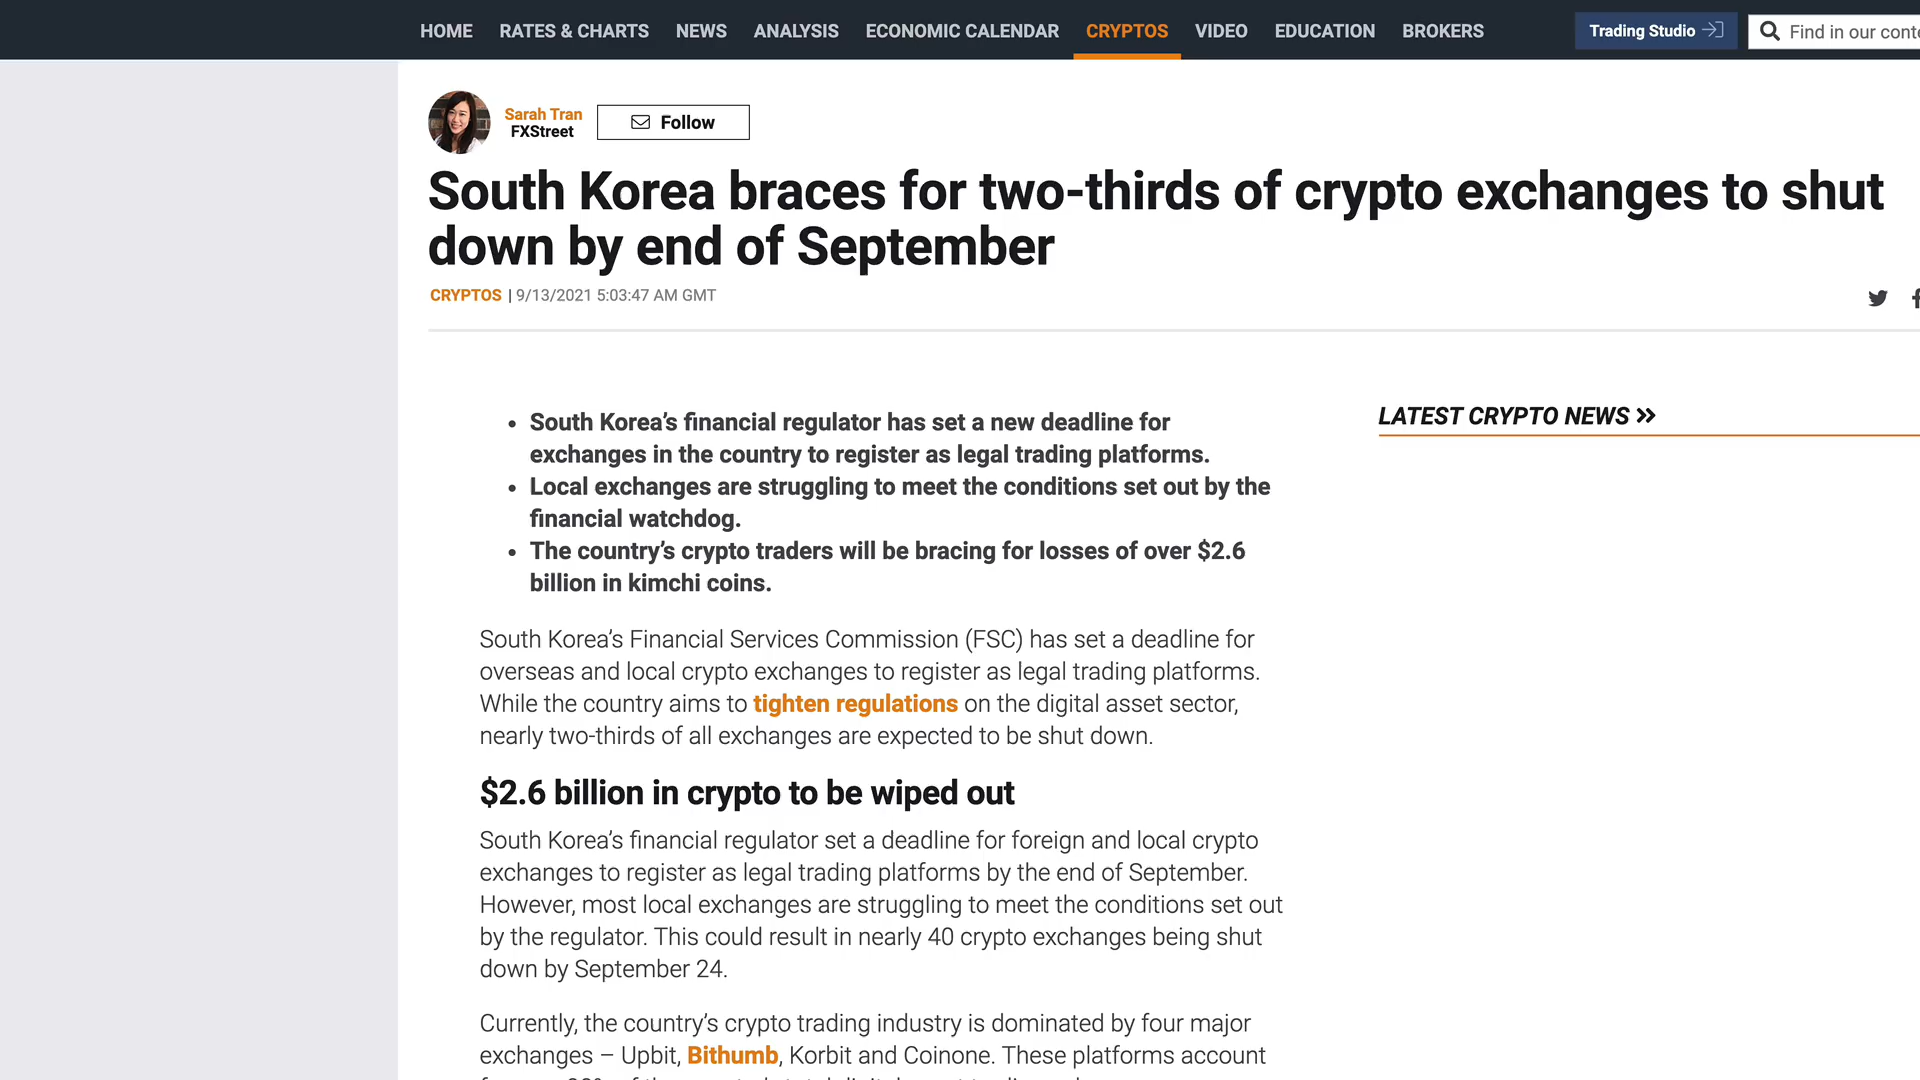 HOME RATES & CHARTS NEWS ANALYSIS ECONOMIC CALENDAR CRYPTOS VIDEO EDUCATION BROKERS Trading Studio Find in our
Sarah Tran
FXStreet
Follow
South Korea braces for two-thirds of crypto exchanges to shut
down by end of September
CRYPTOS | 9/13/2021 5:03:47 AM GMT
• South Korea’s financial regulator has set a new deadline for
exchanges in the country to register as legal trading platforms.
• Local exchanges are struggling to meet the conditions set out by the
financial watchdog.
• The country’s crypto traders will be bracing for losses of over $2.6
billion in kimchi coins.
LATEST CRYPTO NEWS
South Korea’s Financial Services Commission (FSC) has set a deadline for
overseas and local crypto exchanges to register as legal trading platforms.
While the country aims to tighten regulations on the digital asset sector,
nearly two-thirds of all exchanges are expected to be shut down.
$2.6 billion in crypto to be wiped out
South Korea’s financial regulator set a deadline for foreign and local crypto
exchanges to register as legal trading platforms by the end of September.
However, most local exchanges are struggling to meet the conditions set out
by the regulator. This could result in nearly 40 crypto exchanges being shut
down by September 24.
Currently, the country’s crypto trading industry is dominated by four major
exchanges – Upbit, Bithumb, Korbit and Coinone. These platforms account